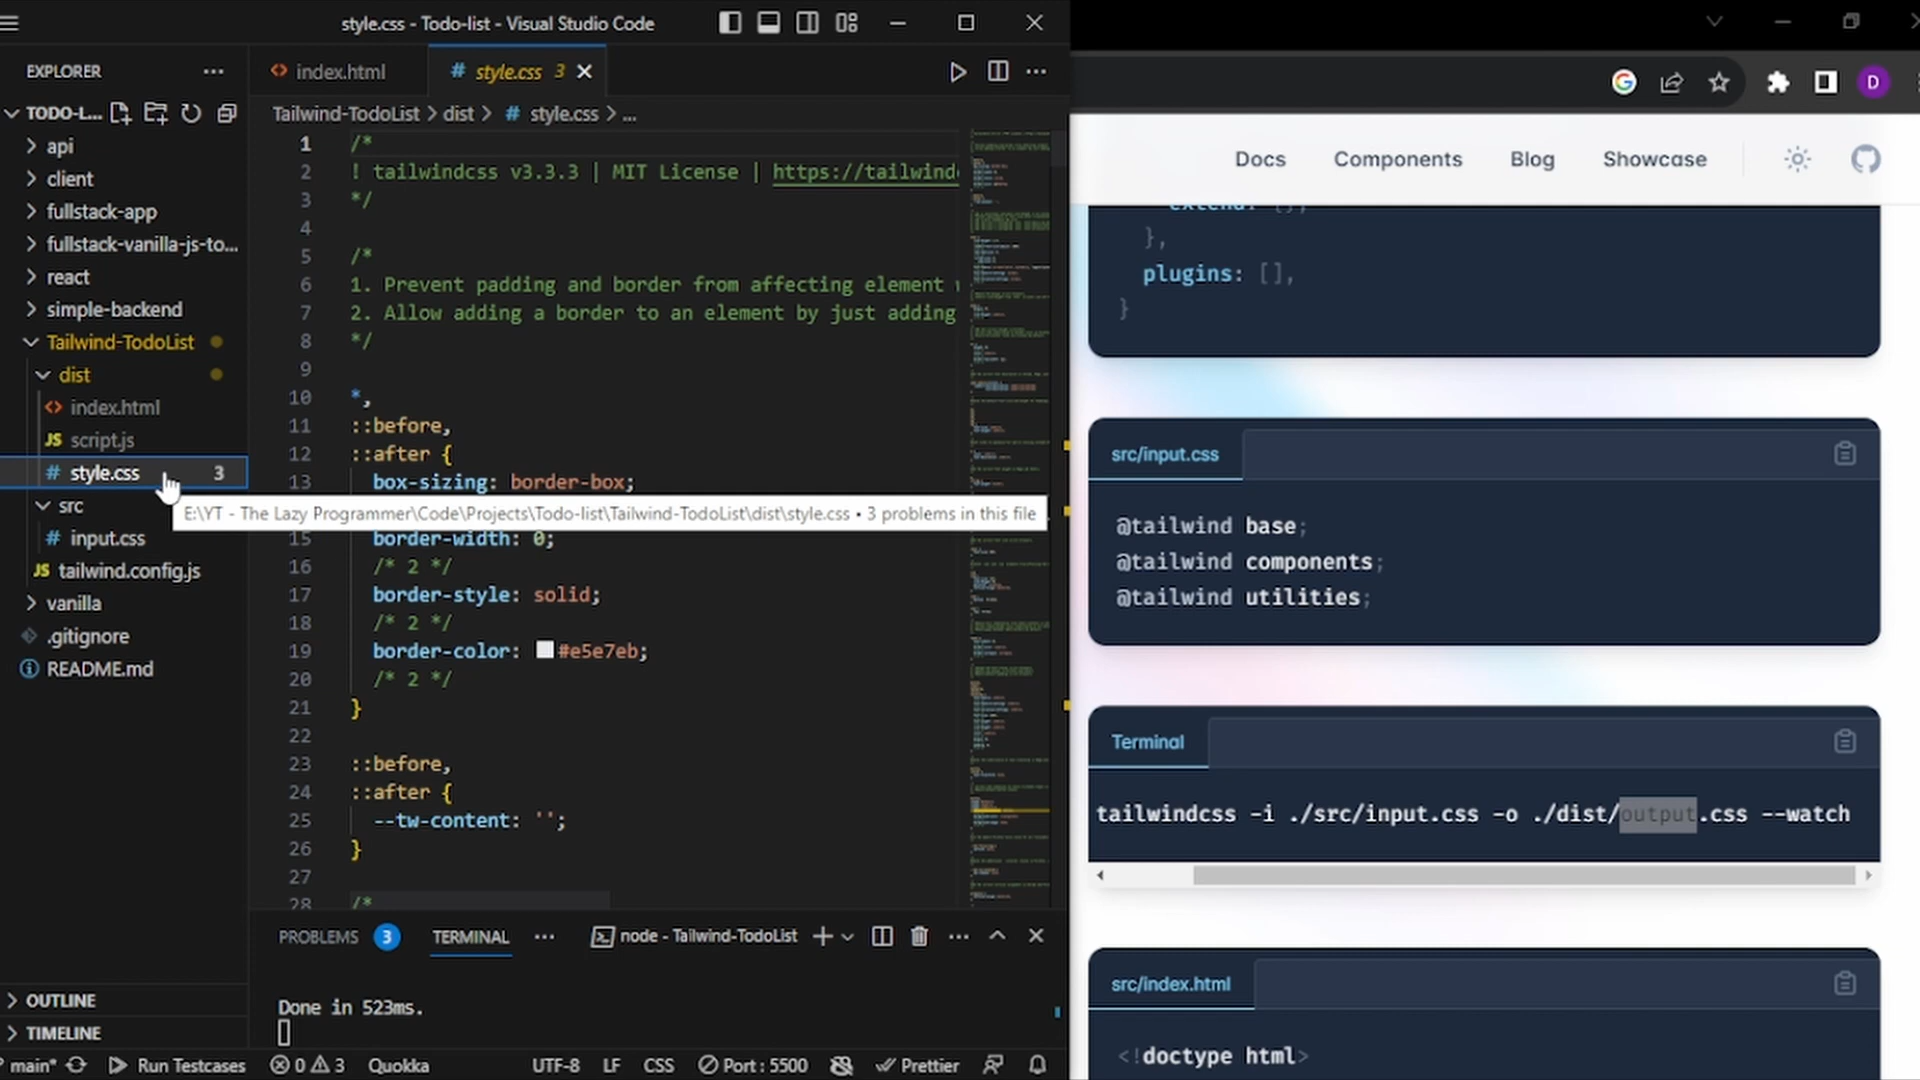 style.css - Todo-list - Visual Studio Code
EXPLORER
index.html
style.css 3
TODO-L...
Tailwind-TodoList > dist > # style.css > ...
api
client
fullstack-app
fullstack-vanilla-js-to...
react
simple-backend
Tailwind-TodoList
dist
index.html
JS script.js
# style.css 3
src
# input.css
JS tailwind.config.js
vanilla
.gitignore
README.md
OUTLINE
TIMELINE
1 /*
2 ! tailwindcss v3.3.3 | MIT License | https://tailwind
3 */
4
5 /*
6 1. Prevent padding and border from affecting element
7 2. Allow adding a border to an element by just adding
8 */
9
10 *,
11 ::before,
12 ::after {
13 box-sizing: border-box;
E:\YT - The Lazy Programmer\Code\Projects\Todo-list\Tailwind-TodoList\dist\style.css • 3 problems in this file
15 border-width: 0;
16 /* 2 */
17 border-style: solid;
18 /* 2 */
19 border-color: #e5e7eb;
20 /* 2 */
21 }
22
23 ::before,
24 ::after {
25 --tw-content: '';
26 }
27
28 /*
PROBLEMS 3 TERMINAL ... node - Tailwind-TodoList
Done in 523ms.
main* Run Testcases 0 3 Quokka UTF-8 LF CSS Port : 5500 Prettier
D
Docs Components Blog Showcase
extend: {},
},
plugins: [],
}
src/input.css
@tailwind base;
@tailwind components;
@tailwind utilities;
Terminal
tailwindcss -i ./src/input.css -o ./dist/output.css --watch
src/index.html
<!doctype html>